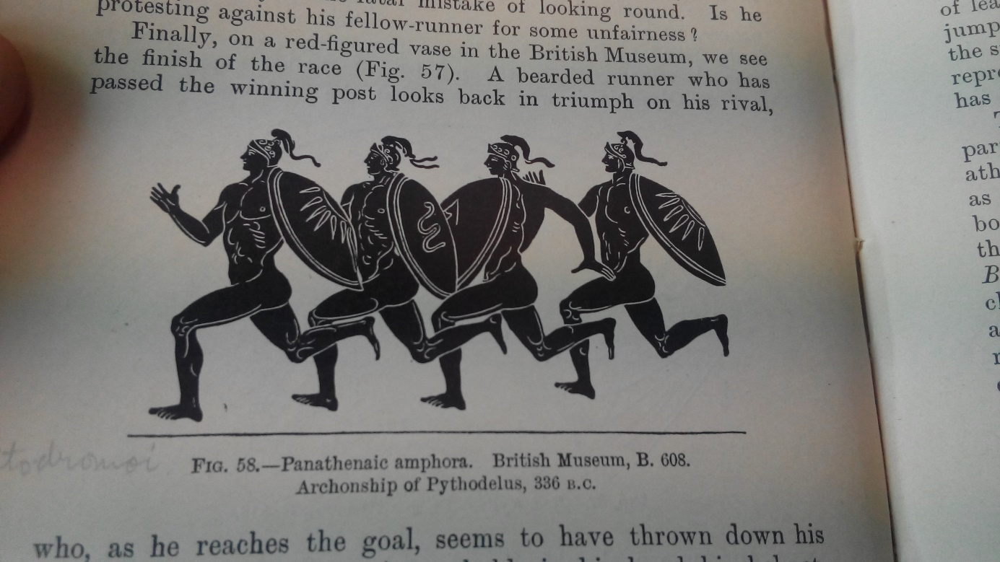 protesting against his fellow-runner for some unfairness ?
mistake of looking round. Is he
Finally, on a red-figured vase in the British Museum, we see
the finish of the race (Fig. 57). A bearded runner who has
passed the winning post looks back in triumph on his rival,
todromoi
FIG. 58.—Panathenaic amphora. British Museum, B. 608.
Archonship of Pythodelus, 336 B.C.
who, as he reaches the goal, seems to have thrown down his
of
jump
the s
repre
has
par
ath
as
bo
th
B
cl
a